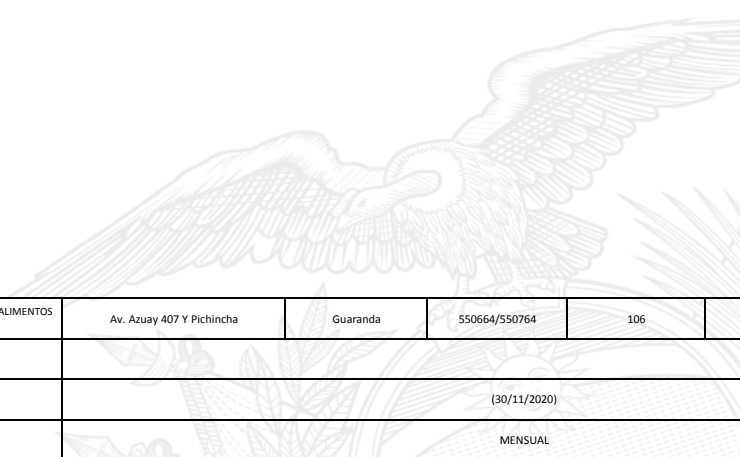 ALIMENTOS Av. Azuay 407 Y Pichincha Guaranda 550664/550764 106
(30/11/2020)
MENSUAL